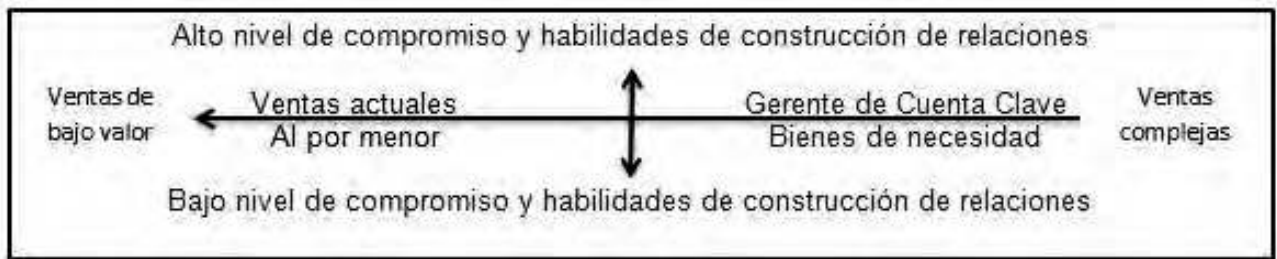 Alto nivel de compromiso y habilidades de construcción de relaciones
Ventas de
bajo valor
Ventas actuales
Al por menor
Gerente de Cuenta Clave
Bienes de necesidad
Ventas
complejas
Bajo nivel de compromiso y habilidades de construcción de relaciones